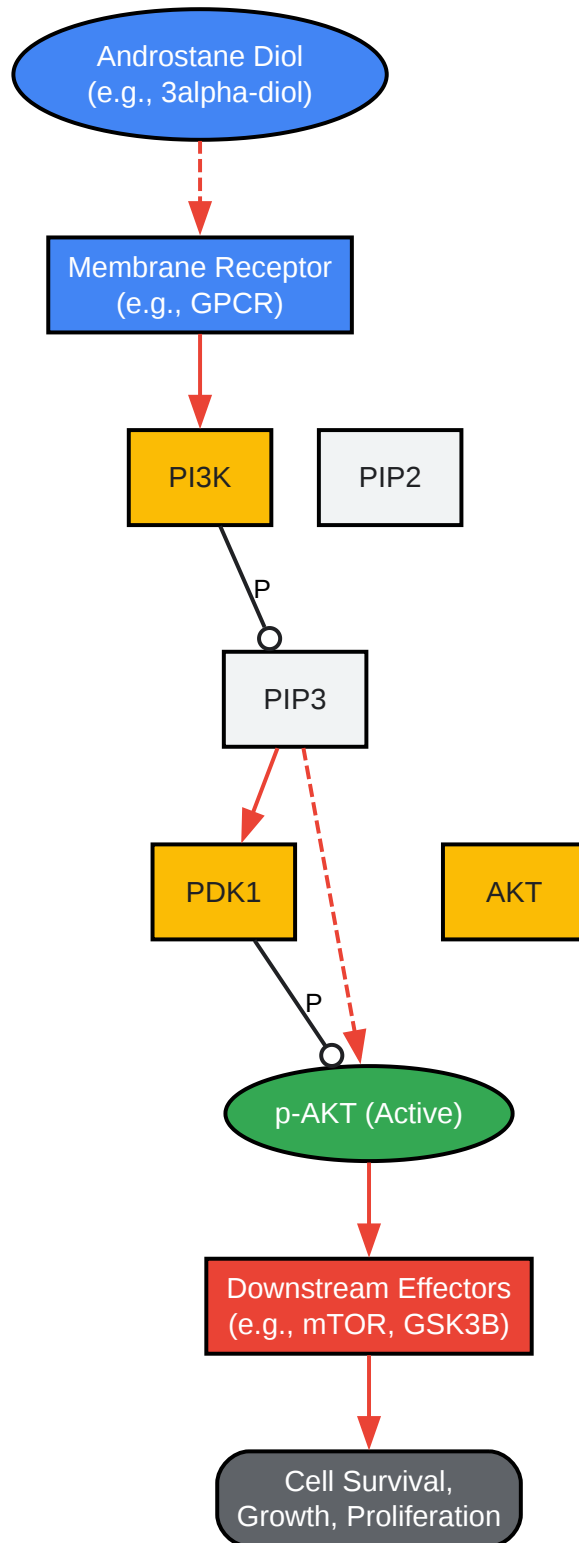 Androstane Diol
(e.g., 3alpha-diol)
Membrane Receptor
(e.g., GPCR)
PI3K
PIP2
P
PIP3
PDK1
AKT
P
p-AKT (Active)
Downstream Effectors
(e.g., mTOR, GSK3B)
Cell Survival,
Growth, Proliferation